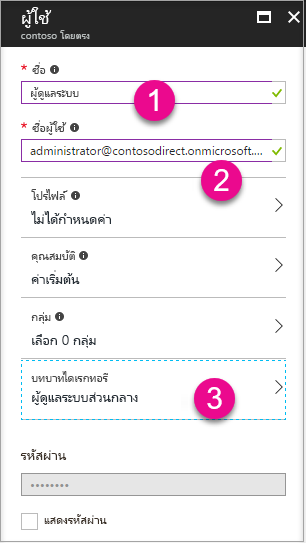 ผู้ใช้
contoso โดยตรง
* ชื่อ
ผู้ดูแลระบบ
1
* ชื่อผู้ใช้
administrator@contosodirect.onmicrosoft....
2
โปรไฟล์
ไม่ได้กำหนดค่า
คุณสมบัติ
ค่าเริ่มต้น
กลุ่ม
เลือก 0 กลุ่ม
บทบาทไดเรกทอรี
ผู้ดูแลระบบส่วนกลาง
3
รหัสผ่าน
••••••••
แสดงรหัสผ่าน